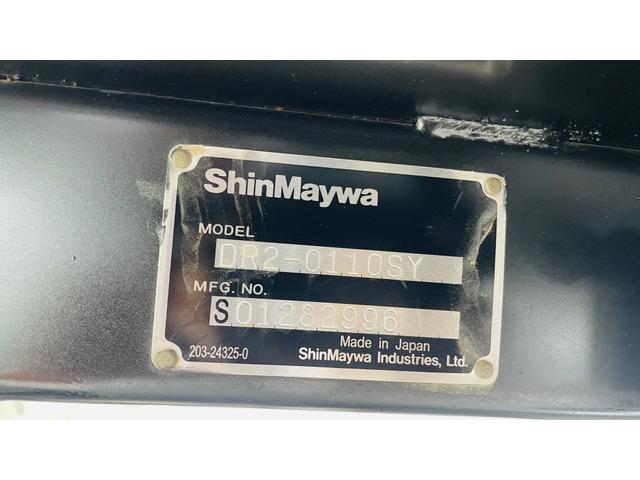 ShinMaywa
MODEL
DR2-0110SY
MFG. NO.
S01282996
Made in Japan
203-24325-0 ShinMaywa Industries, Ltd.